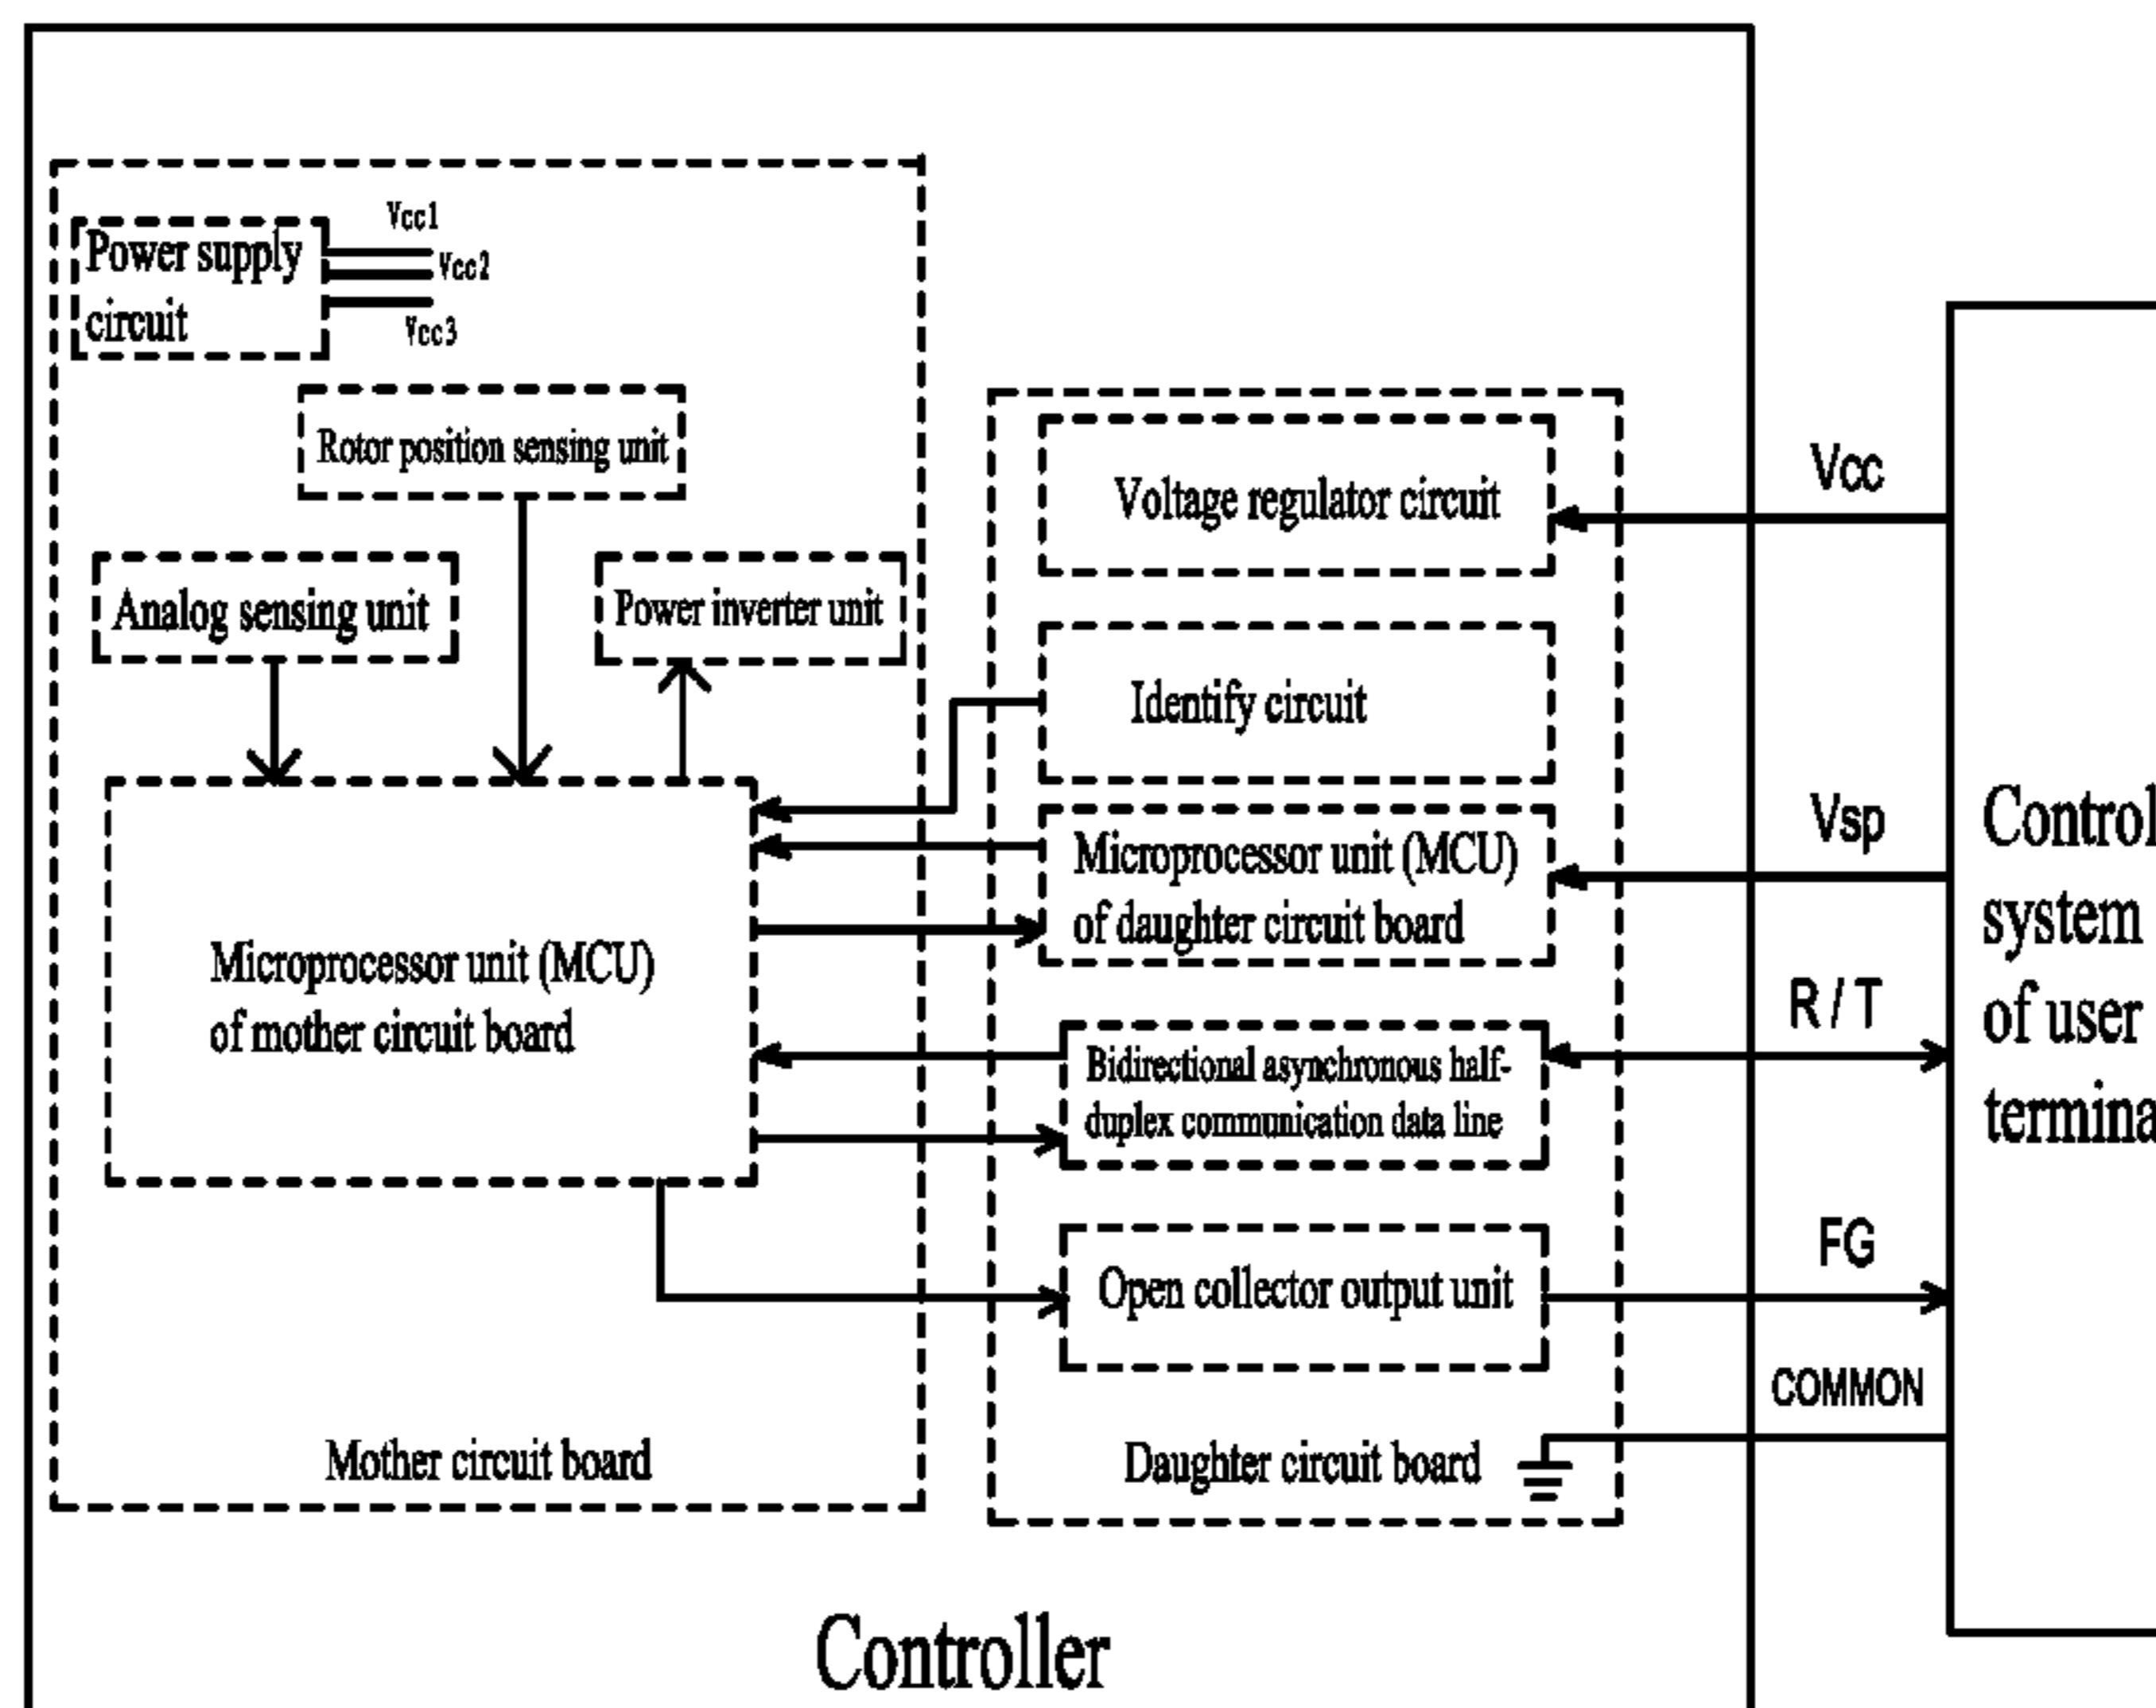 Vcc1
Power supply
Vcc2
circuit
Vcc3
Rotor position sensing unit
Analog sensing unit
Power inverter unit
Microprocessor unit (MCU)
of mother circuit board
Mother circuit board
Voltage regulator circuit
Identify circuit
Microprocessor unit (MCU)
of daughter circuit board
Bidirectional asynchronous half-
duplex communication data line
Open collector output unit
Daughter circuit board
Vcc
Vsp
R / T
FG
COMMON
Control
system
of user
termina
Controller